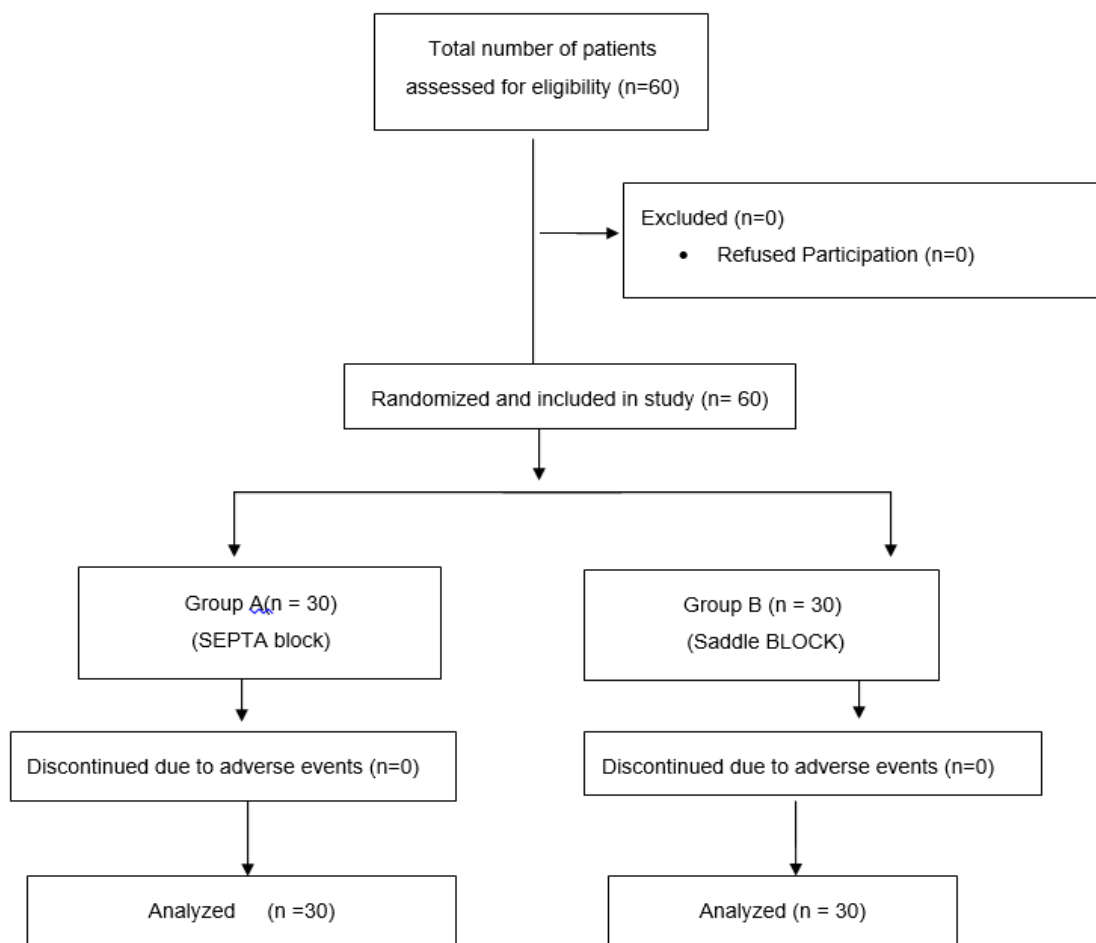 Total number of patients
assessed for eligibility (n=60)
Excluded (n=0)
• Refused Participation (n=0)
Randomized and included in study (n= 60)
Group A(n = 30)
(SEPTA block)
Group B (n = 30)
(Saddle BLOCK)
Discontinued due to adverse events (n=0)
Discontinued due to adverse events (n=0)
Analyzed (n =30)
Analyzed (n = 30)